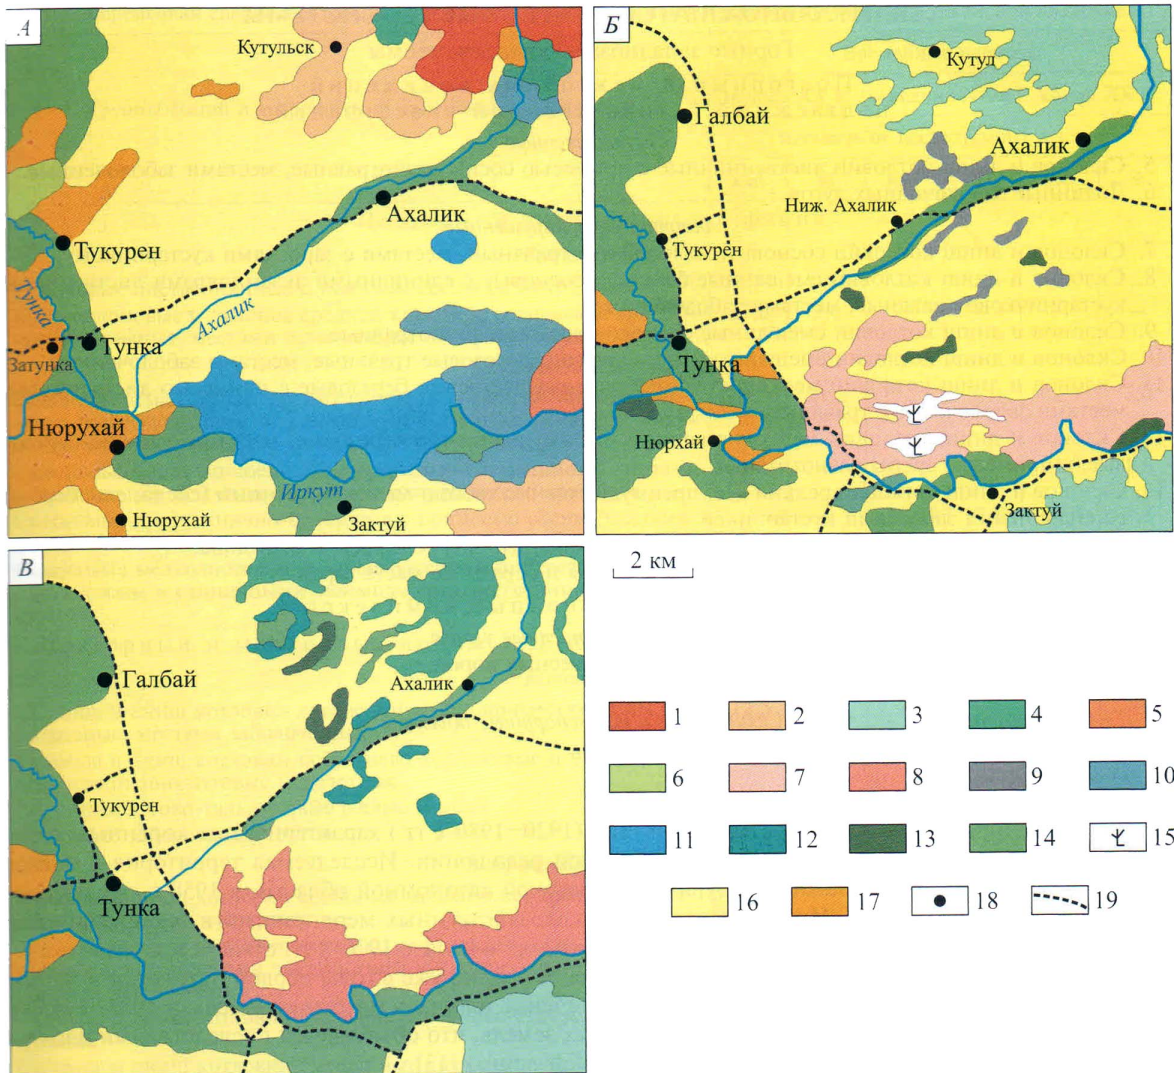 А
Кутульск
Ахалик
Тукурен
Тунка
Ахалик
Тунка
Затунка
Нюрухай
Иркут
Зактуй
Нюрухай
Б
Кутул
Галбай
Ахалик
Ниж. Ахалик
Тукурен
Тунка
Нюрхай
Зактуй
В
Галбай
Ахалик
Тукурен
Тунка
2 км
1 2 3 4 5
6 7 8 9 10
11 12 13 14 15
16 17 18 19